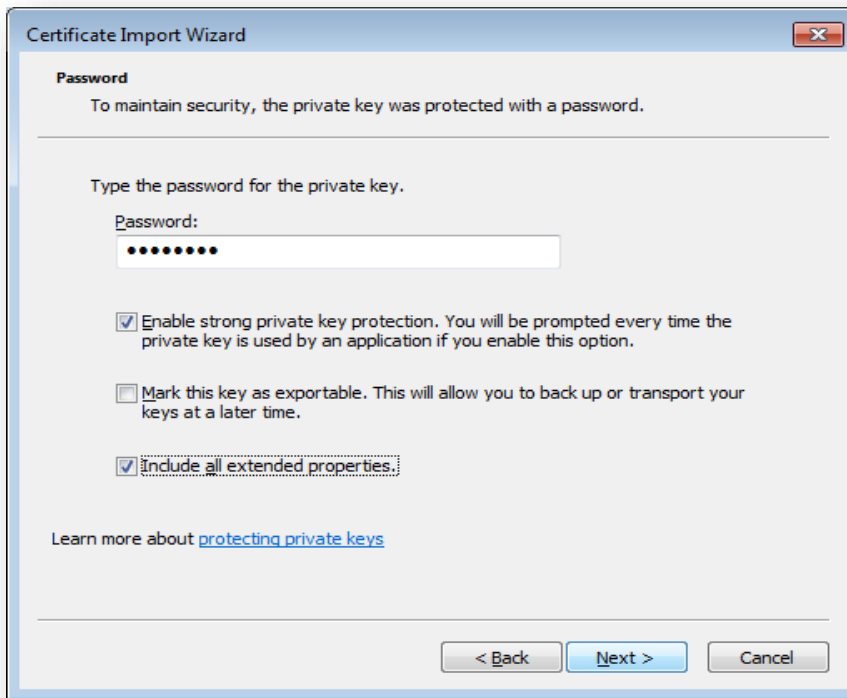 Certificate Import Wizard
Password
To maintain security, the private key was protected with a password.
Type the password for the private key.
Password:
••••••••
Enable strong private key protection. You will be prompted every time the
private key is used by an application if you enable this option.
Mark this key as exportable. This will allow you to back up or transport your
keys at a later time.
Include all extended properties.
Learn more about protecting private keys
< Back Next > Cancel